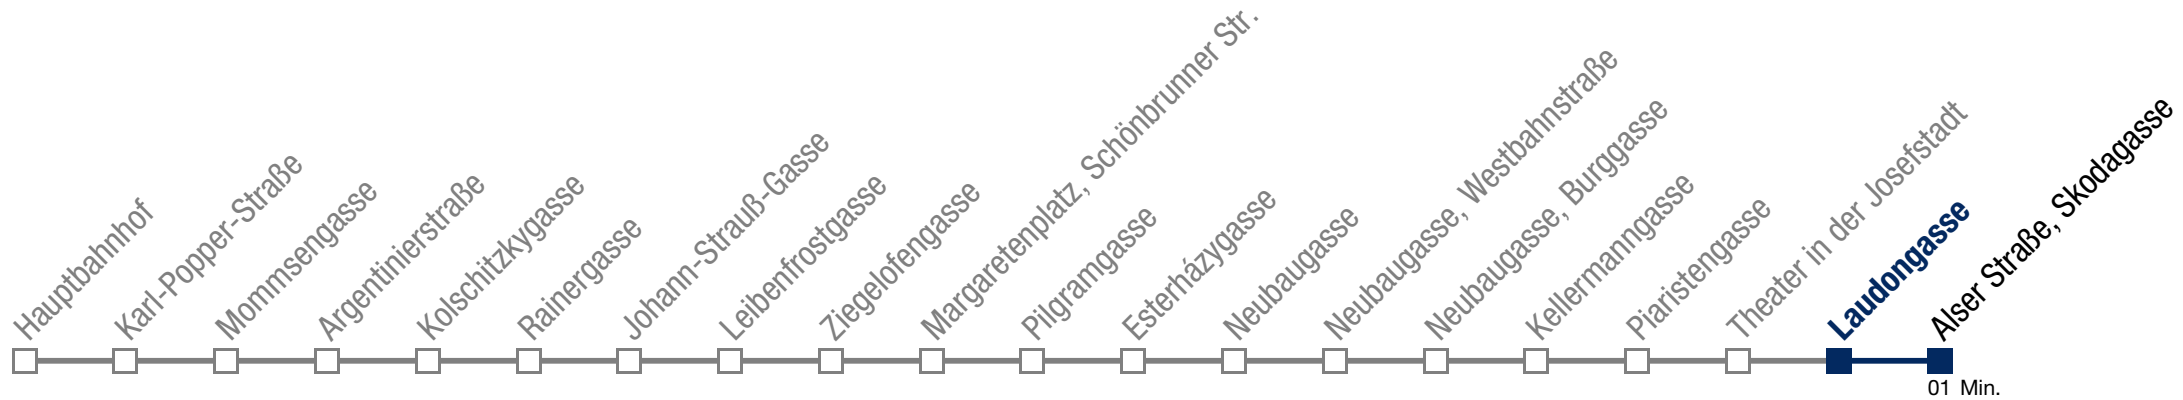 Hauptbahnhof
Karl-Popper-Straße
Mommsengasse
Argentinierstraße
Kolschitzkygasse
Rainergasse
Johann-Strauß-Gasse
Leibenfrostgasse
Ziegelofengasse
Margaretenplatz, Schönbrunner Str.
Pilgramgasse
Esterházygasse
Neubaugasse
Neubaugasse, Westbahnstraße
Neubaugasse, Burggasse
Kellermanngasse
Piaristengasse
Theater in der Josefstadt
Laudongasse
Alser Straße, Skodagasse
01 Min.